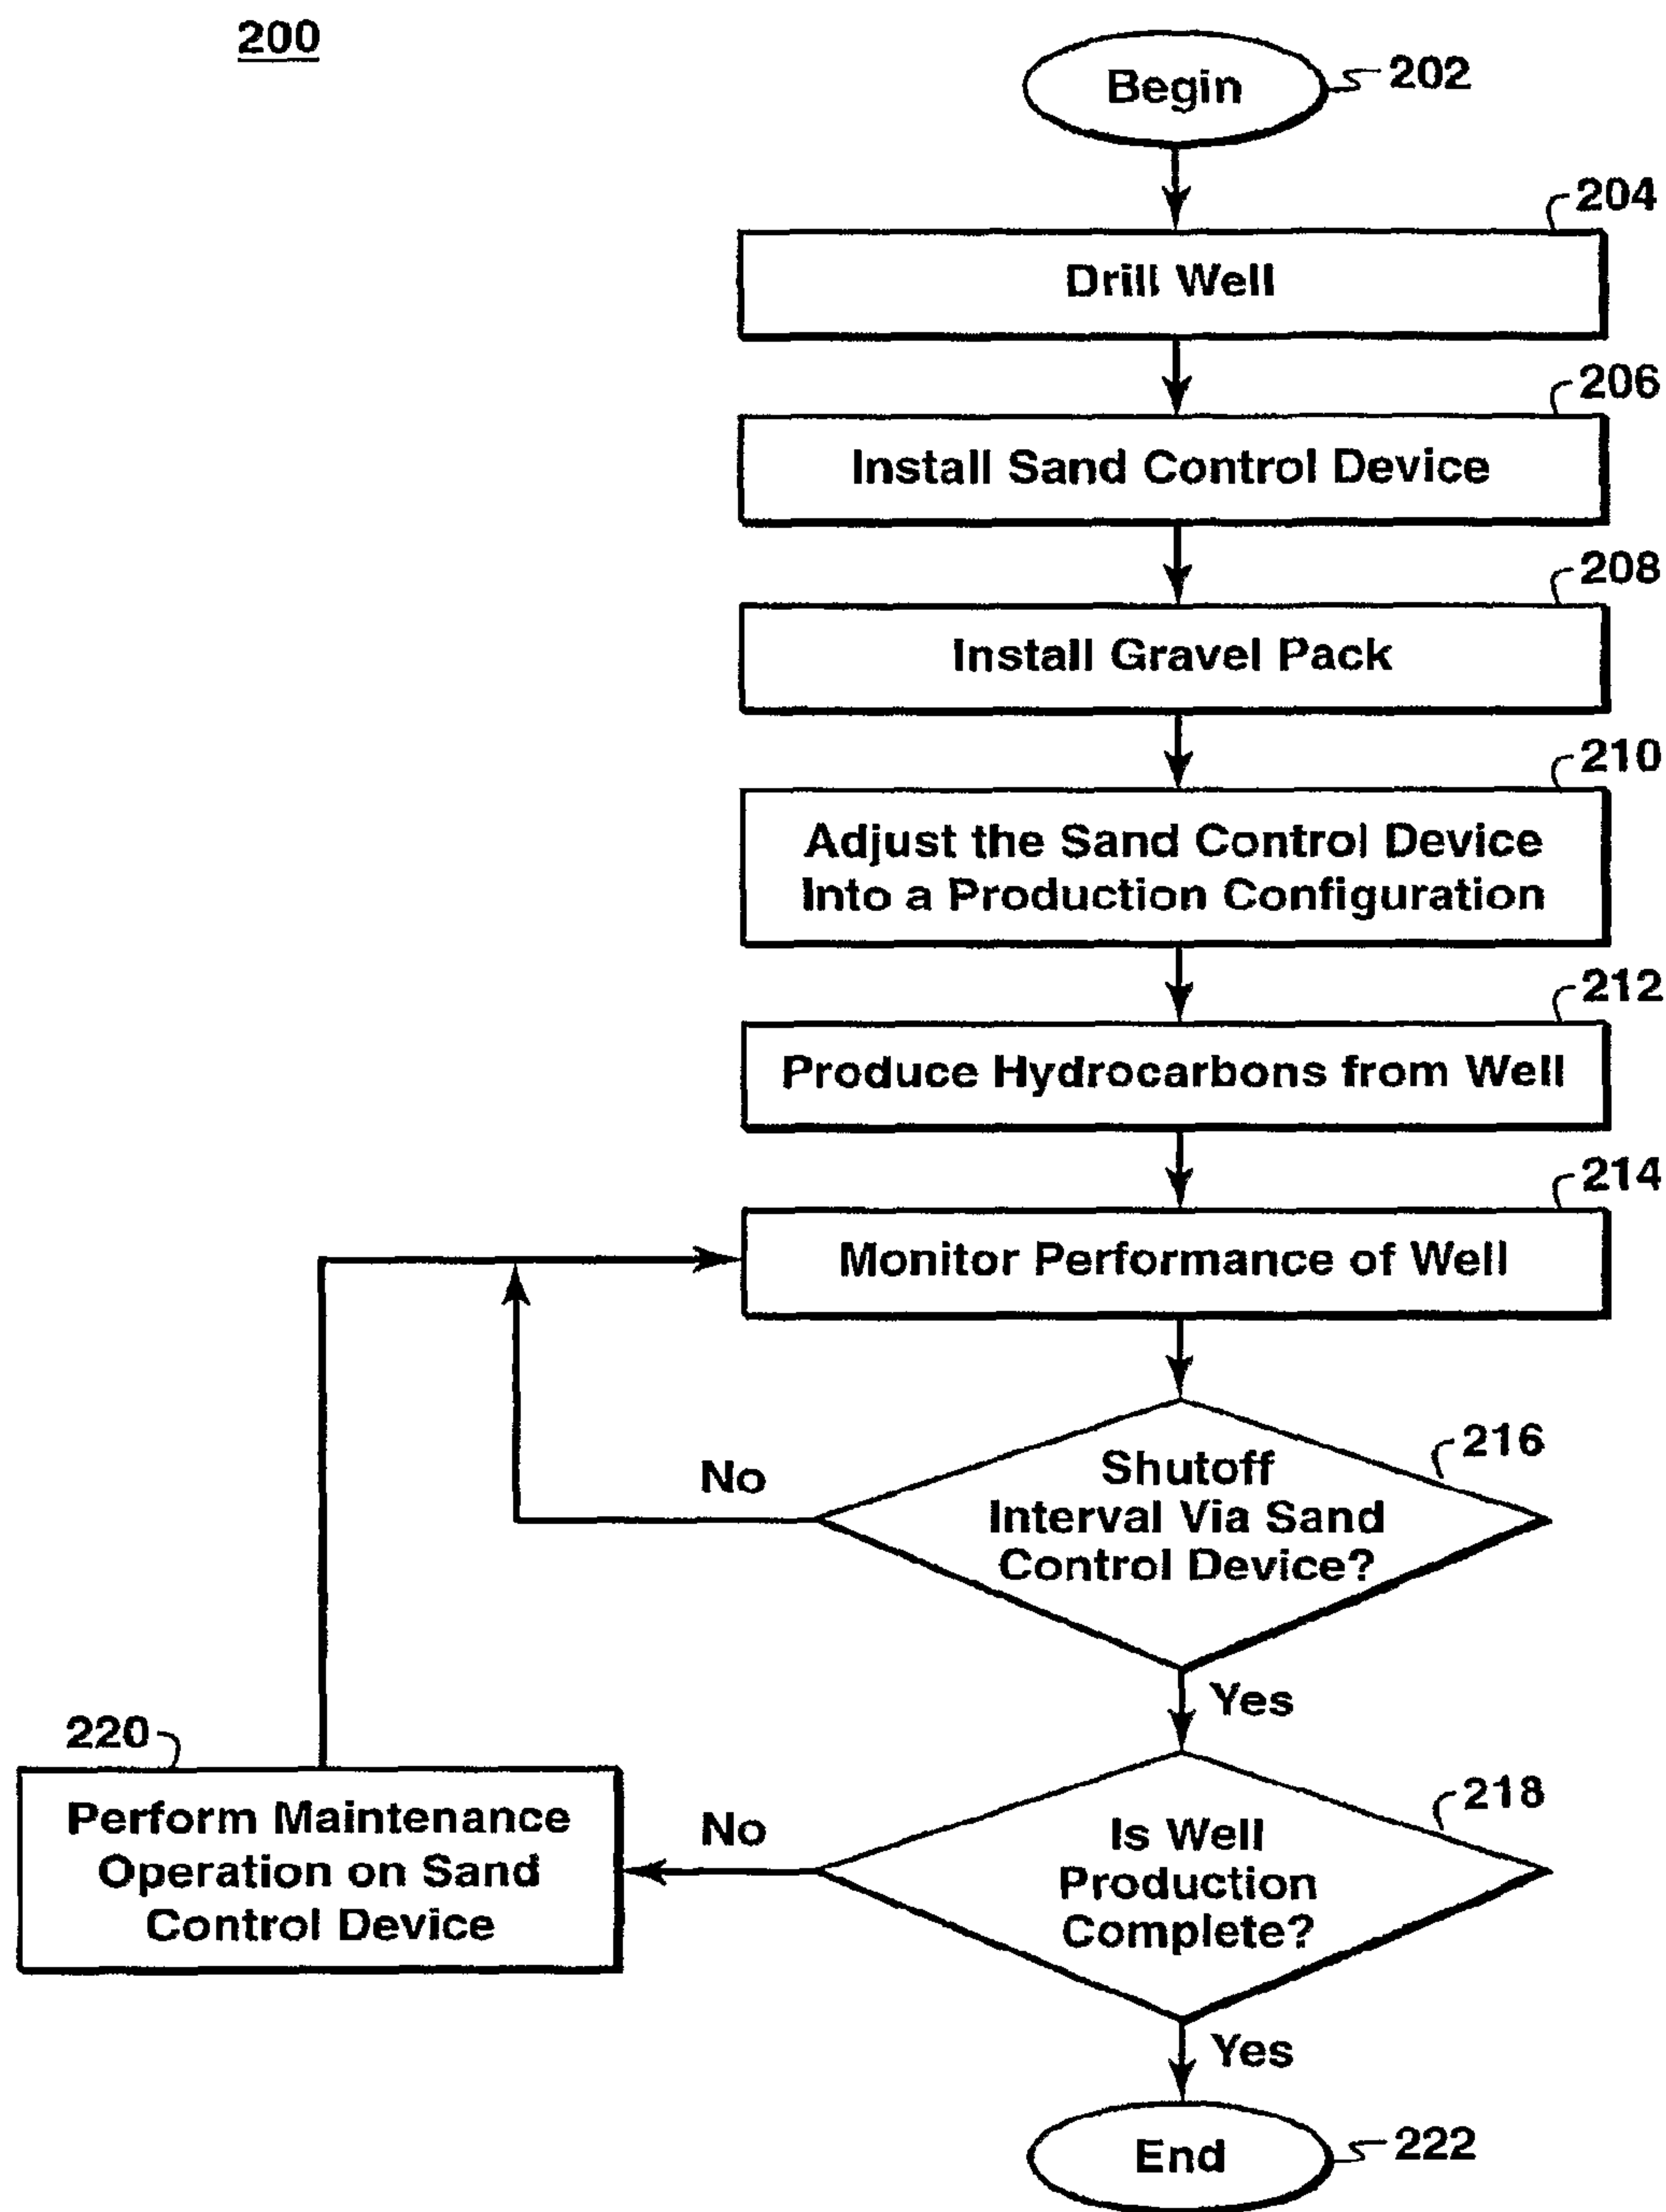 200
Begin
202
204
Drill Well
206
Install Sand Control Device
208
Install Gravel Pack
210
Adjust the Sand Control Device
Into a Production Configuration
212
Produce Hydrocarbons from Well
214
Monitor Performance of Well
216
No
Shutoff
Interval Via Sand
Control Device?
Yes
220
Perform Maintenance
Operation on Sand
Control Device
No
218
Is Well
Production
Complete?
Yes
End
222